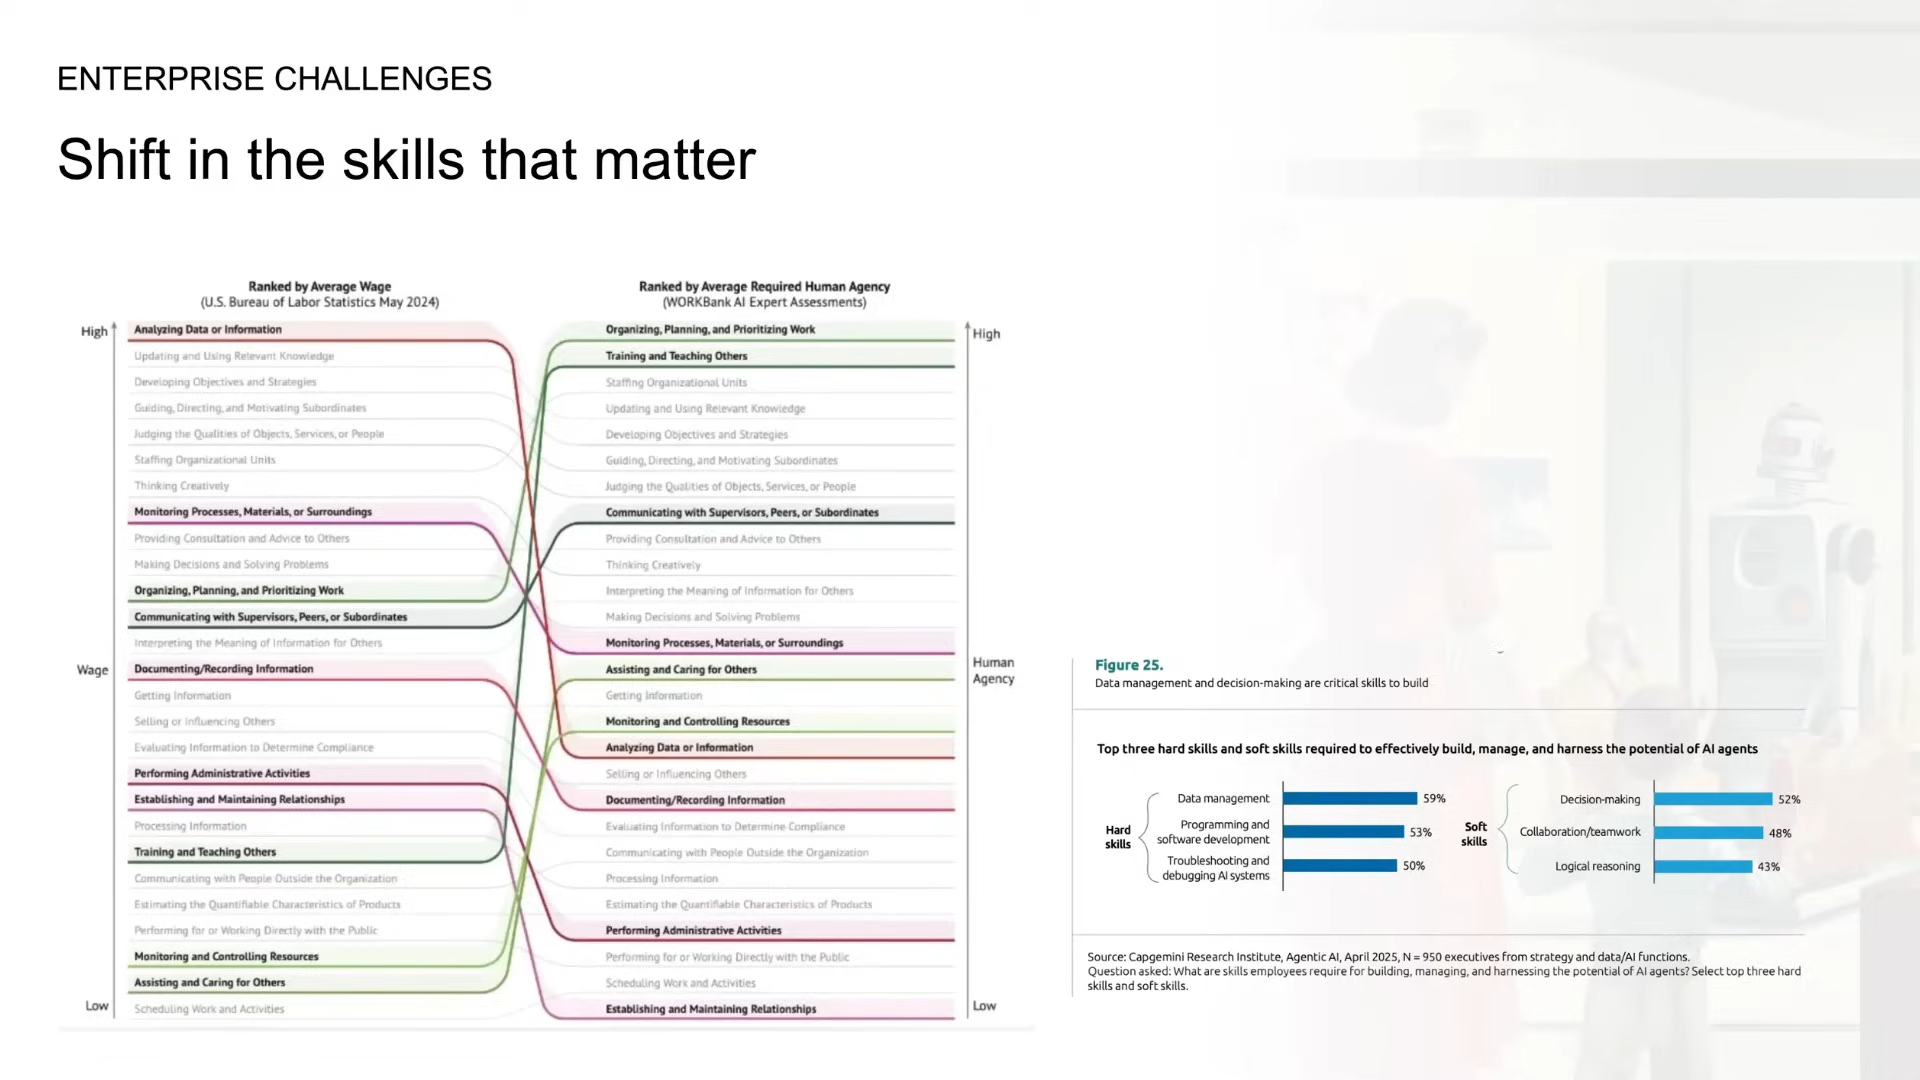 ENTERPRISE CHALLENGES
Shift in the skills that matter
Ranked by Average Wage
(U.S. Bureau of Labor Statistics May 2024)
High
Analyzing Data or Information
Updating and Using Relevant Knowledge
Developing Objectives and Strategies
Guiding, Directing, and Motivating Subordinates
Judging the Qualities of Objects, Services, or People
Staffing Organizational Units
Thinking Creatively
Monitoring Processes, Materials, or Surroundings
Providing Consultation and Advice to Others
Making Decisions and Solving Problems
Organizing, Planning, and Prioritizing Work
Communicating with Supervisors, Peers, or Subordinates
Interpreting the Meaning of Information for Others
Wage
Documenting/Recording Information
Getting Information
Selling or Influencing Others
Evaluating Information to Determine Compliance
Performing Administrative Activities
Establishing and Maintaining Relationships
Processing Information
Training and Teaching Others
Communicating with People Outside the Organization
Estimating the Quantifiable Characteristics of Products
Performing for or Working Directly with the Public
Monitoring and Controlling Resources
Assisting and Caring for Others
Low
Scheduling Work and Activities
Ranked by Average Required Human Agency
(WORKBank AI Expert Assessments)
Organizing, Planning, and Prioritizing Work
High
Training and Teaching Others
Staffing Organizational Units
Updating and Using Relevant Knowledge
Developing Objectives and Strategies
Guiding, Directing, and Motivating Subordinates
Judging the Qualities of Objects, Services, or People
Communicating with Supervisors, Peers, or Subordinates
Providing Consultation and Advice to Others
Thinking Creatively
Interpreting the Meaning of Information for Others
Making Decisions and Solving Problems
Monitoring Processes, Materials, or Surroundings
Human
Agency
Assisting and Caring for Others
Getting Information
Monitoring and Controlling Resources
Analyzing Data or Information
Selling or Influencing Others
Documenting/Recording Information
Evaluating Information to Determine Compliance
Communicating with People Outside the Organization
Processing Information
Estimating the Quantifiable Characteristics of Products
Performing Administrative Activities
Performing for or Working Directly with the Public
Scheduling Work and Activities
Establishing and Maintaining Relationships
Low
Figure 25.
Data management and decision-making are critical skills to build
Top three hard skills and soft skills required to effectively build, manage, and harness the potential of AI agents
Hard
skills
Data management
59%
Programming and
software development
53%
Troubleshooting and
debugging AI systems
50%
Soft
skills
Decision-making
52%
Collaboration/teamwork
48%
Logical reasoning
43%
Source: Capgemini Research Institute, Agentic AI, April 2025, N = 950 executives from strategy and data/AI functions.
Question asked: What are skills employees require for building, managing, and harnessing the potential of AI agents? Select top three hard
skills and soft skills.